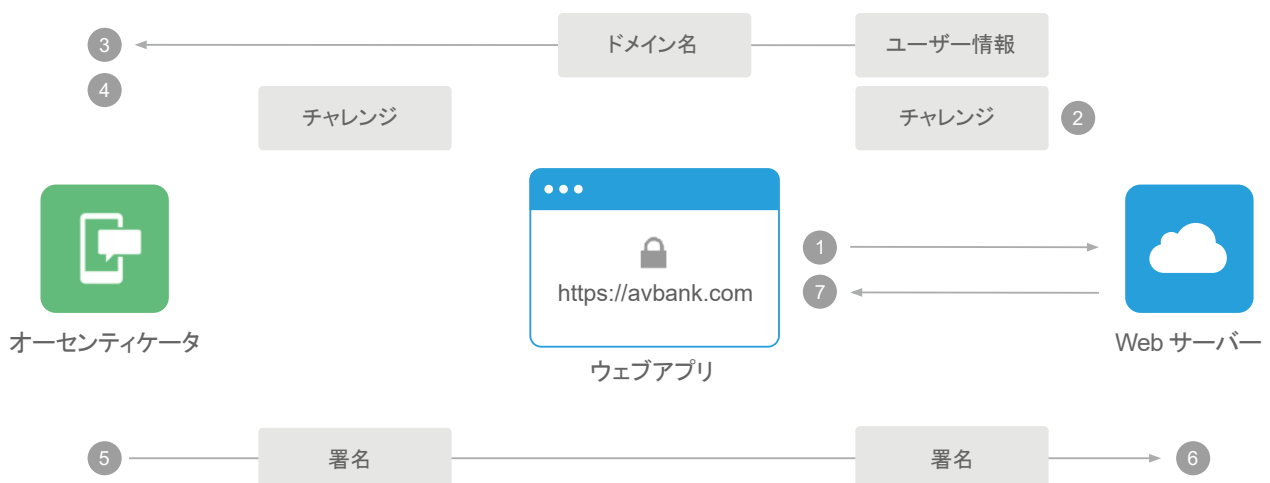 3
ドメイン名
ユーザー情報
4
チャレンジ
チャレンジ
2
1
https://avbank.com
7
オーセンティケータ
Web サーバー
ウェブアプリ
5
署名
署名
6